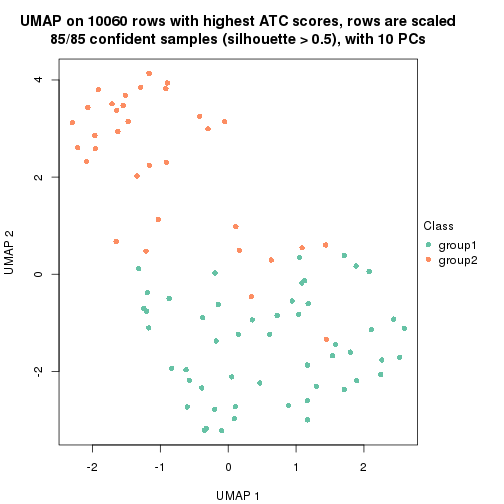 UMAP on 10060 rows with highest ATC scores, rows are scaled
85/85 confident samples (silhouette > 0.5), with 10 PCs
4
2
0
-2
UMAP 2
-2
-1
0
1
2
UMAP 1
Class
group1
group2